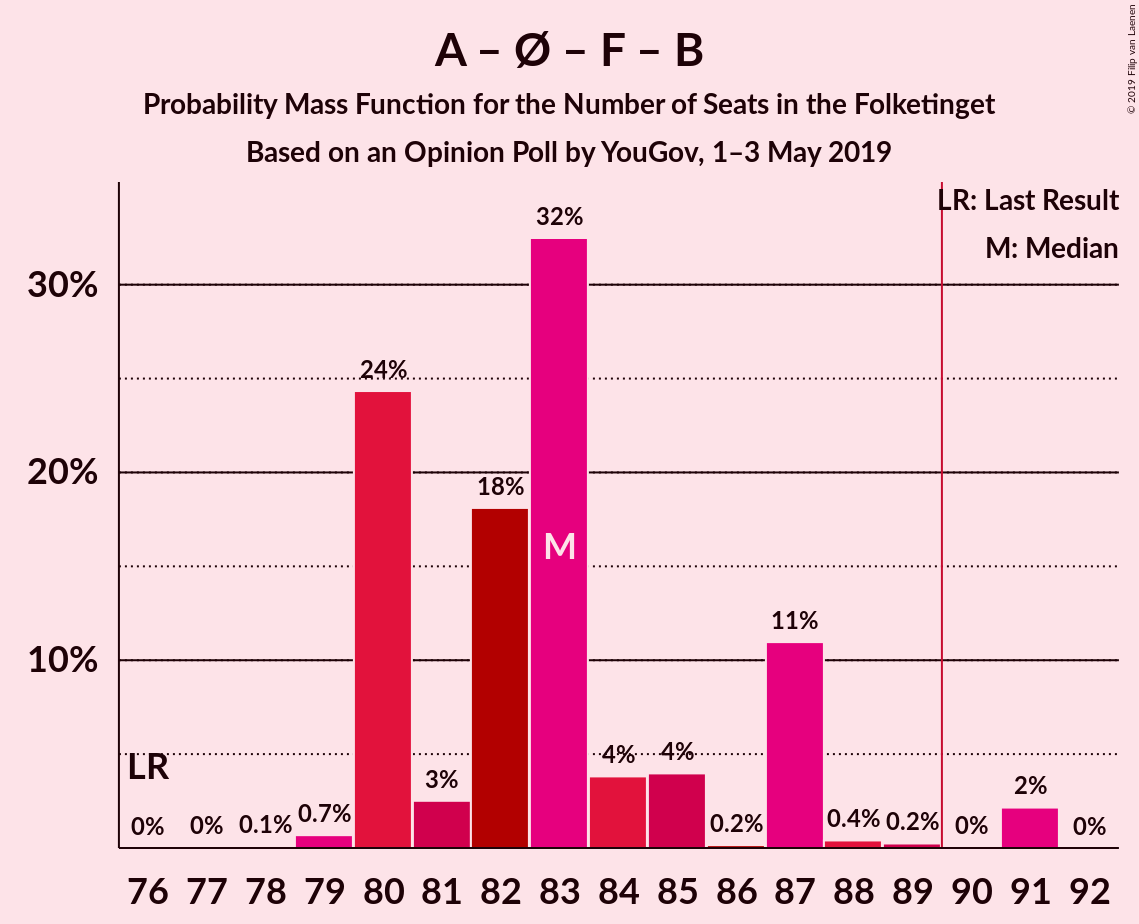 A – Ø – F – B
Probability Mass Function for the Number of Seats in the Folketinget
Based on an Opinion Poll by YouGov, 1–3 May 2019
© 2019 Filip van Laenen
LR: Last Result
M: Median
30%
20%
10%
LR
M
0%
0%
0.1%
0.7%
24%
3%
18%
32%
4%
4%
0.2%
11%
0.4%
0.2%
0%
2%
0%
76 77 78 79 80 81 82 83 84 85 86 87 88 89 90 91 92